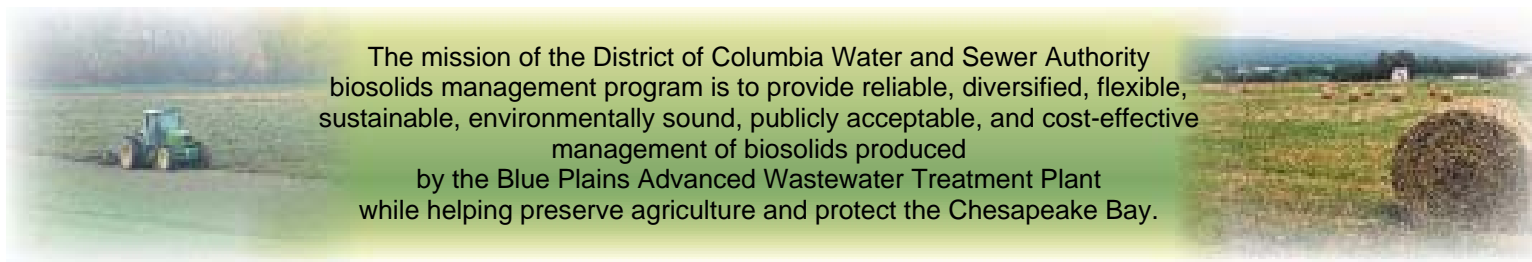 The mission of the District of Columbia Water and Sewer Authority
biosolids management program is to provide reliable, diversified, flexible,
sustainable, environmentally sound, publicly acceptable, and cost-effective
management of biosolids produced
by the Blue Plains Advanced Wastewater Treatment Plant
while helping preserve agriculture and protect the Chesapeake Bay.